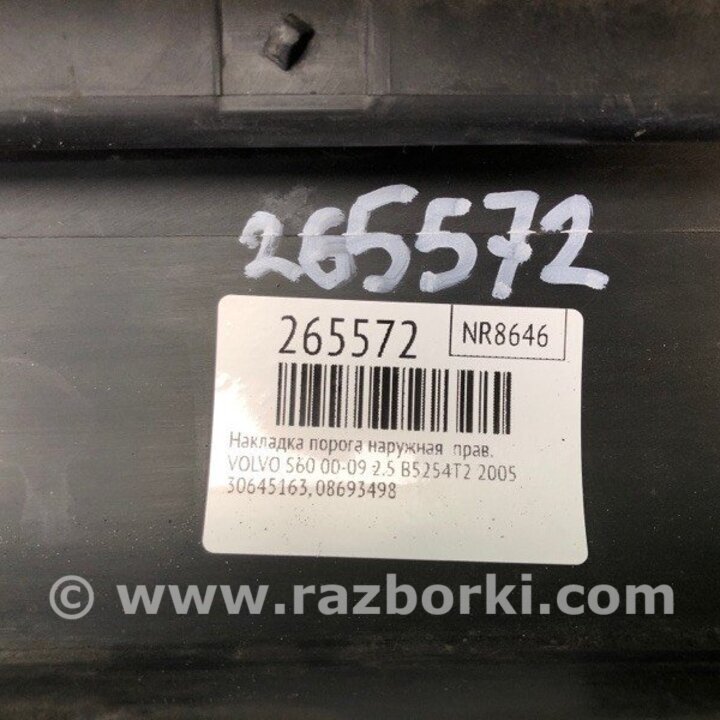 265572
265572
NR8646
Накладка порога наружная прав.
VOLVO S60 00-09 2.5 B5254T2 2005
30645163,08693498
© www.razborki.com